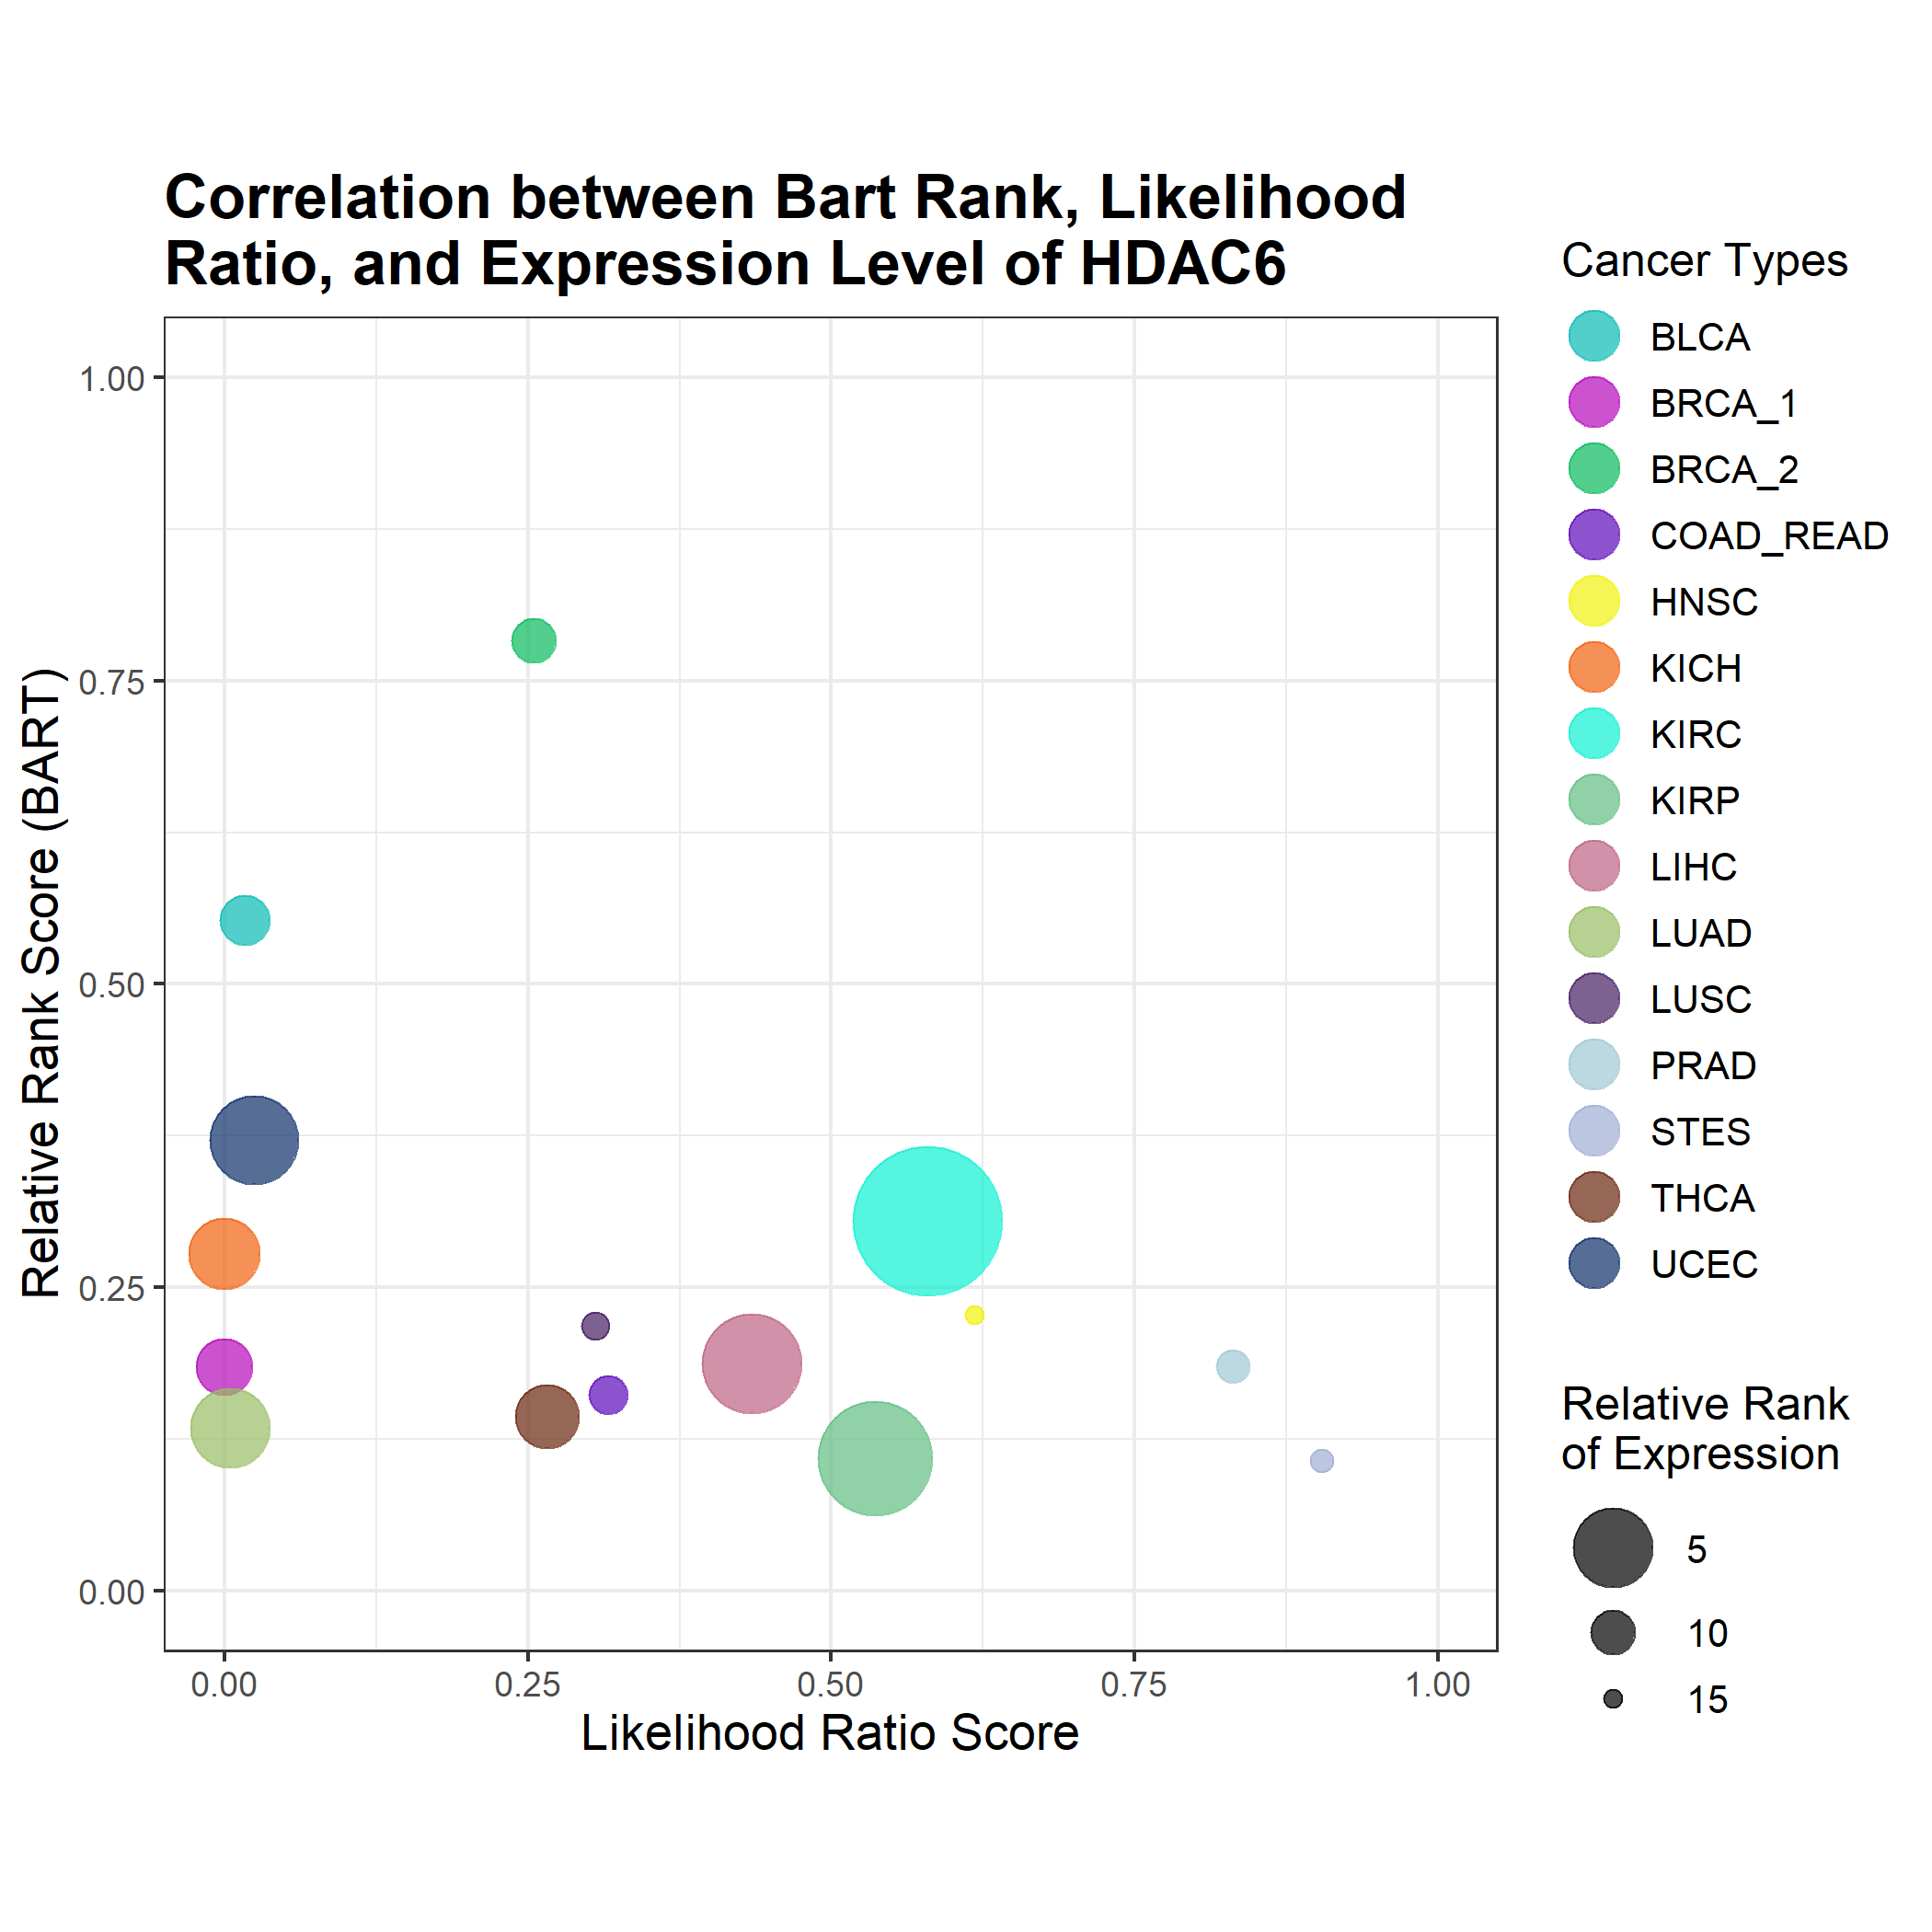 Correlation between Bart Rank, Likelihood
Ratio, and Expression Level of HDAC6
Relative Rank Score (BART)
1.00
0.75
0.50
0.25
0.00
0.00
0.25
0.50
0.75
1.00
Likelihood Ratio Score
Cancer Types
BLCA
BRCA_1
BRCA_2
COAD_READ
HNSC
KICH
KIRC
KIRP
LIHC
LUAD
LUSC
PRAD
STES
THCA
UCEC
Relative Rank
of Expression
5
10
15